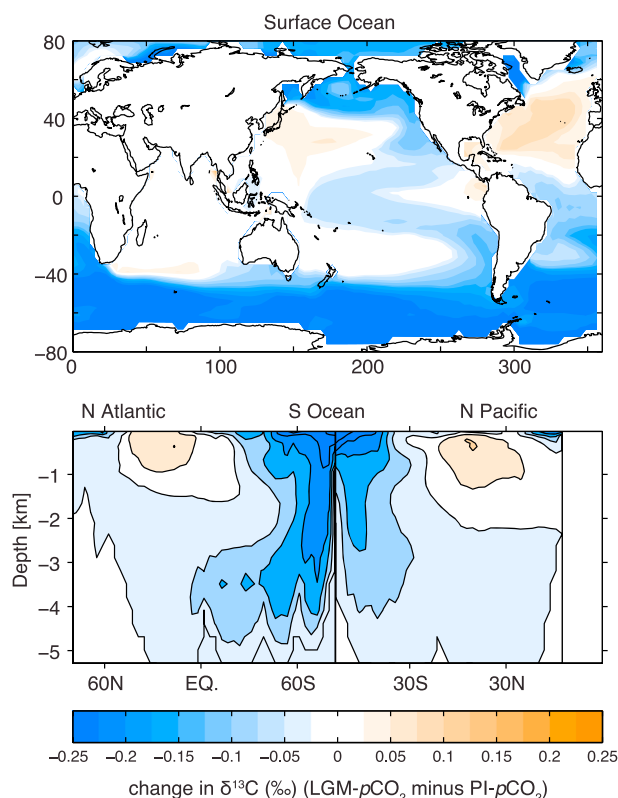 Surface Ocean
80
40
0
−40
−80
0 100 200 300
N Atlantic S Ocean N Pacific
Depth [km]
−1
−2
−3
−4
−5
60N EQ. 60S 30S 30N
−0.25 −0.2 −0.15 −0.1 −0.05 0 0.05 0.1 0.15 0.2 0.25
change in δ¹³C (‰) (LGM-pCO₂ minus PI-pCO₂)